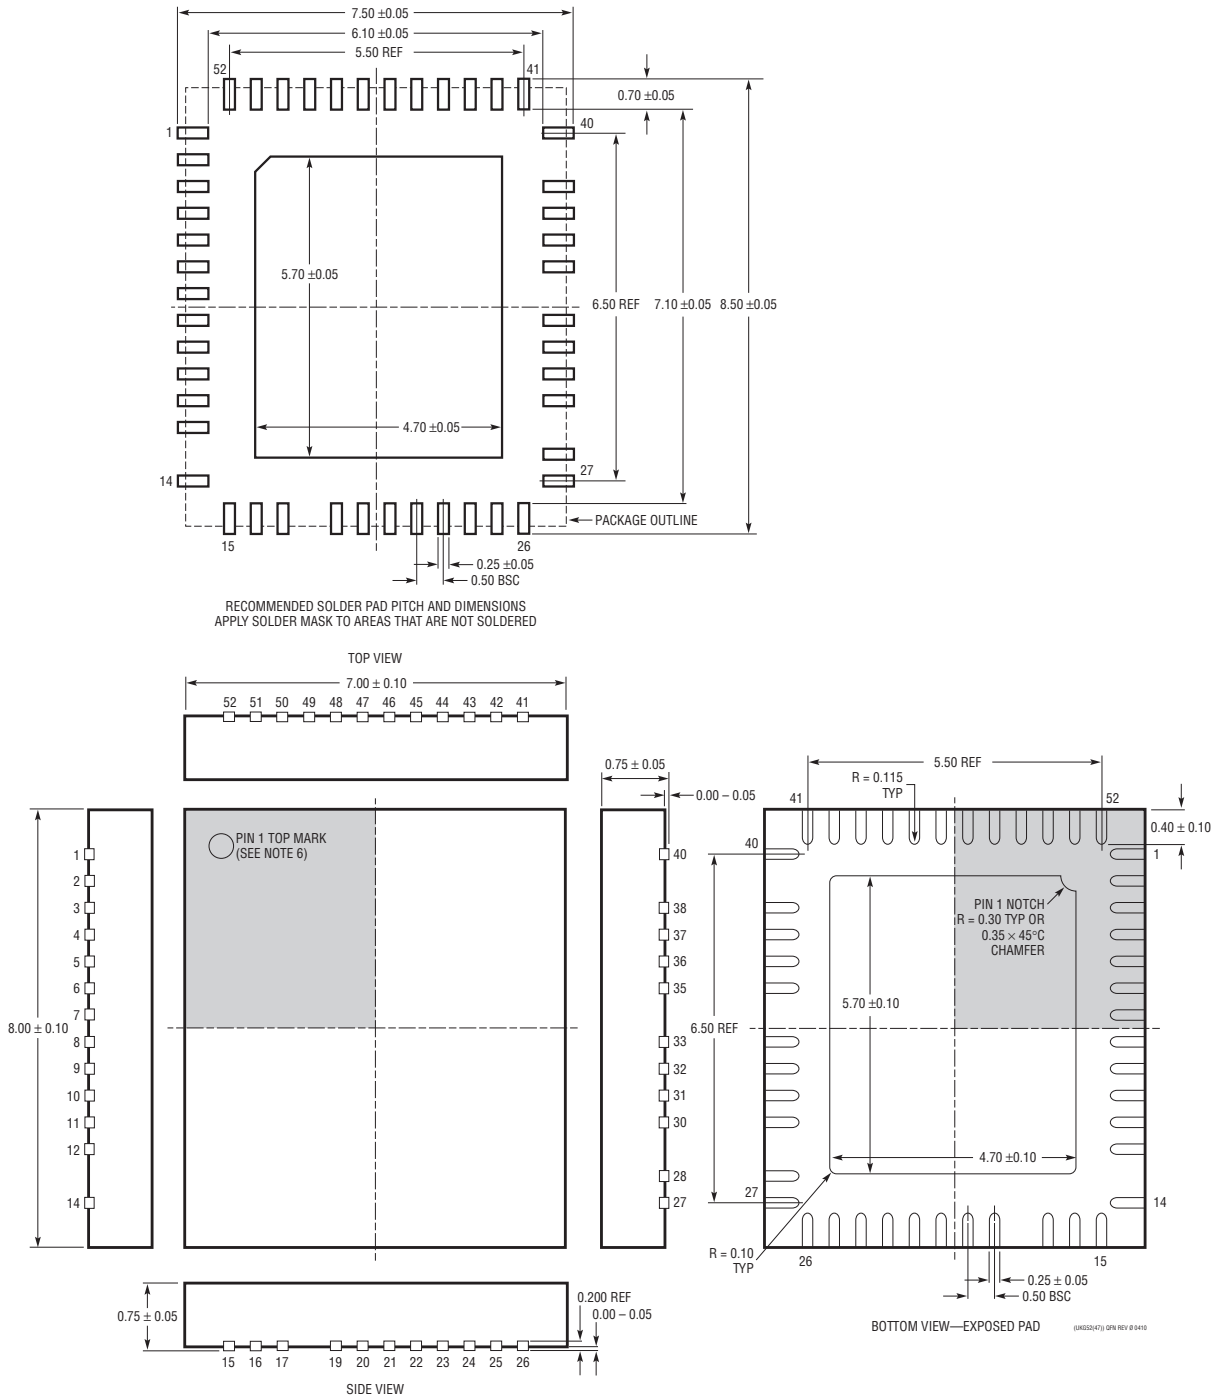 7.50 ±0.05
6.10 ±0.05
5.50 REF
52
41
0.70 ±0.05
1
40
5.70 ±0.05
6.50 REF
7.10 ±0.05
8.50 ±0.05
4.70 ±0.05
14
27
PACKAGE OUTLINE
15
26
0.25 ±0.05
0.50 BSC
RECOMMENDED SOLDER PAD PITCH AND DIMENSIONS
APPLY SOLDER MASK TO AREAS THAT ARE NOT SOLDERED
TOP VIEW
7.00 ± 0.10
52 51 50 49 48 47 46 45 44 43 42 41
8.00 ± 0.10
1
2
3
4
5
6
7
8
9
10
11
12
14
PIN 1 TOP MARK
(SEE NOTE 6)
0.75 ± 0.05
0.00 – 0.05
40
38
37
36
35
33
32
31
30
28
27
5.50 REF
R = 0.115
TYP
41
52
0.40 ± 0.10
40
1
PIN 1 NOTCH
R = 0.30 TYP OR
0.35 × 45°C
CHAMFER
5.70 ±0.10
6.50 REF
4.70 ±0.10
27
14
R = 0.10
TYP
26
15
0.25 ± 0.05
0.50 BSC
BOTTOM VIEW—EXPOSED PAD
(UKG52(47)) QFN REV Ø 0410
0.75 ± 0.05
0.200 REF
0.00 – 0.05
15 16 17 19 20 21 22 23 24 25 26
SIDE VIEW